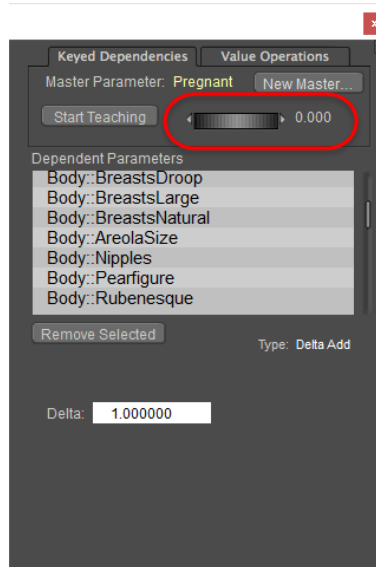 Keyed Dependencies Value Operations
Master Parameter: Pregnant New Master...
Start Teaching 0.000
Dependent Parameters
Body::BreastsDroop
Body::BreastsLarge
Body::BreastsNatural
Body::AreolaSize
Body::Nipples
Body::Pearfigure
Body::Rubenesque
Remove Selected Type: Delta Add
Delta: 1.000000